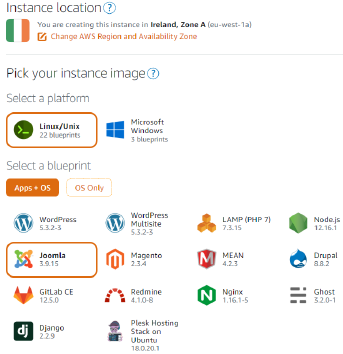 Instance location ?
You are creating this instance in Ireland, Zone A (eu-west-1a)
Change AWS Region and Availability Zone
Pick your instance image ?
Select a platform
Linux/Unix
22 blueprints
Microsoft
Windows
3 blueprints
Select a blueprint
Apps + OS
OS Only
WordPress
5.3.2-3
WordPress
Multisite
5.3.2-3
LAMP (PHP 7)
7.3.15
Node.js
12.16.1
Joomla
3.9.15
Magento
2.3.4
MEAN
4.2.3
Drupal
8.8.2
GitLab CE
12.5.0
Redmine
4.1.0-8
Nginx
1.16.1-5
Ghost
3.2.0-1
dj
Django
2.2.9
Plesk Hosting
Stack on
Ubuntu
18.0.20.1